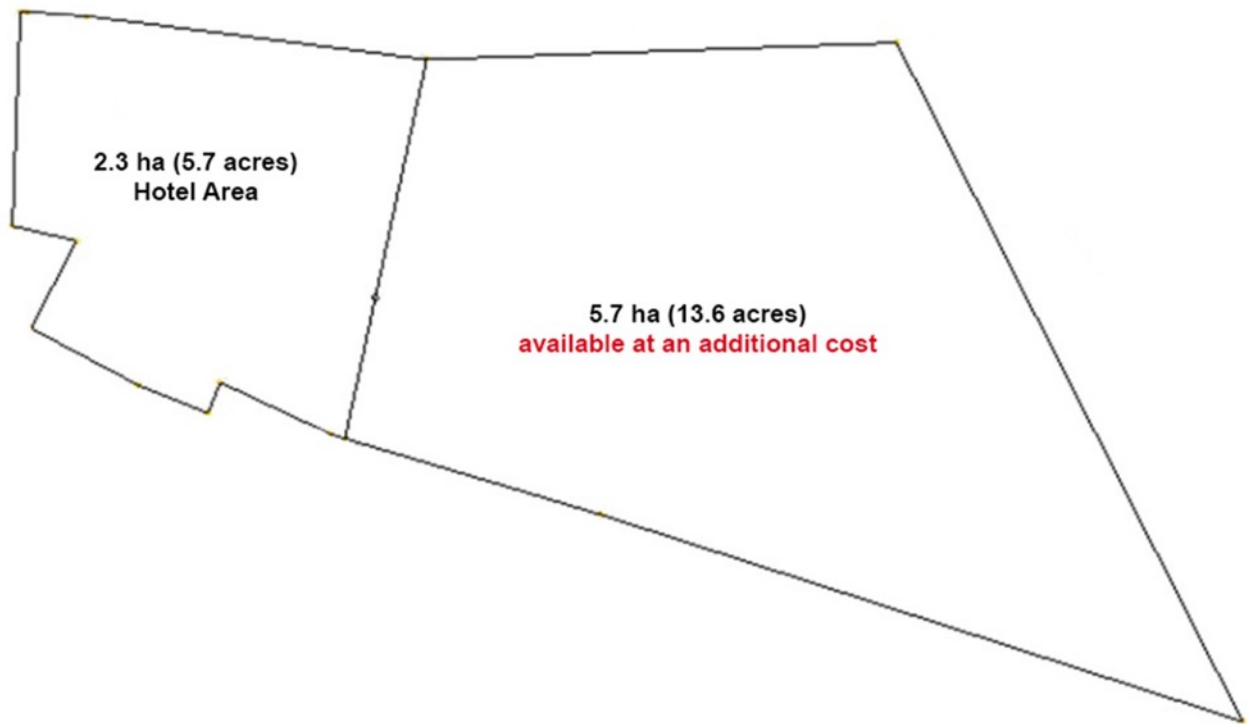 2.3 ha (5.7 acres)
Hotel Area
5.7 ha (13.6 acres)
available at an additional cost